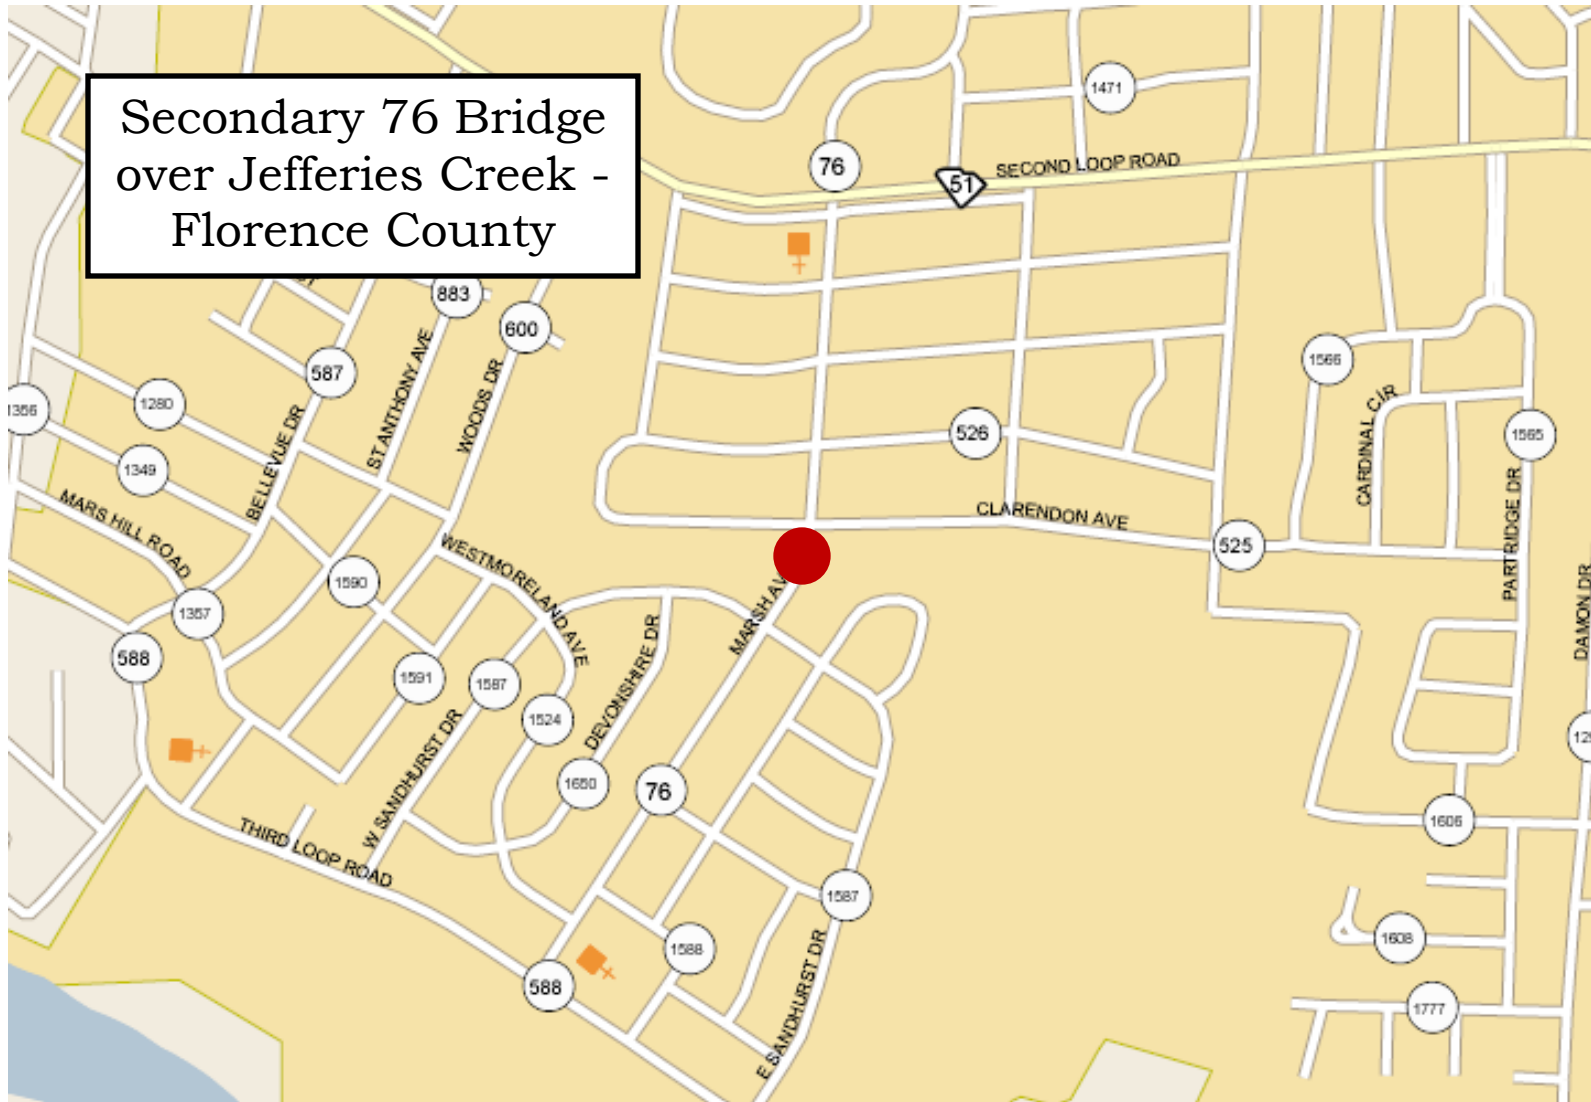 Secondary 76 Bridge
over Jefferies Creek -
Florence County
1471
76
51
SECOND LOOP ROAD
883
600
587
1566
1280
1356
ST ANTHONY AVE
WOODS DR
BELLEVUE DR
CARDINAL CIR
526
1565
1349
MARS HILL ROAD
CLARENDON AVE
525
PARTRIDGE DR
WESTMORELAND AVE
1590
1357
MARSH AV
DAMON DR
588
1591
1587
DEVONSHIRE DR
1524
W SANDHURST DR
1650
76
1606
THIRD LOOP ROAD
1587
1588
1608
588
E SANDHURST DR
1777